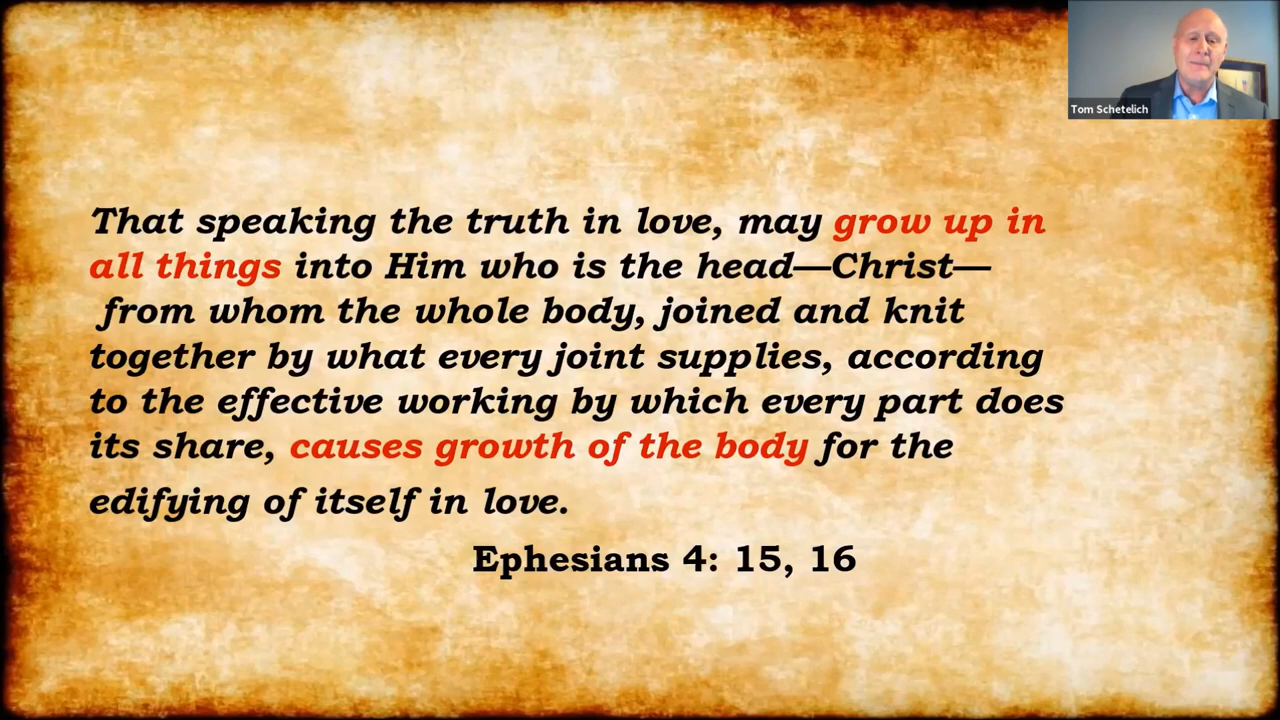 Tom Schetelich
That speaking the truth in love, may grow up in
all things into Him who is the head—Christ—
from whom the whole body, joined and knit
together by what every joint supplies, according
to the effective working by which every part does
its share, causes growth of the body for the
edifying of itself in love.
Ephesians 4: 15, 16